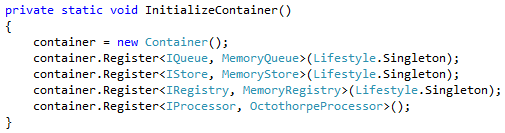 private static void InitializeContainer()
{
    container = new Container();
    container.Register<IQueue, MemoryQueue>(Lifestyle.Singleton);
    container.Register<IStore, MemoryStore>(Lifestyle.Singleton);
    container.Register<IRegistry, MemoryRegistry>(Lifestyle.Singleton);
    container.Register<IProcessor, OctothorpeProcessor>();
}